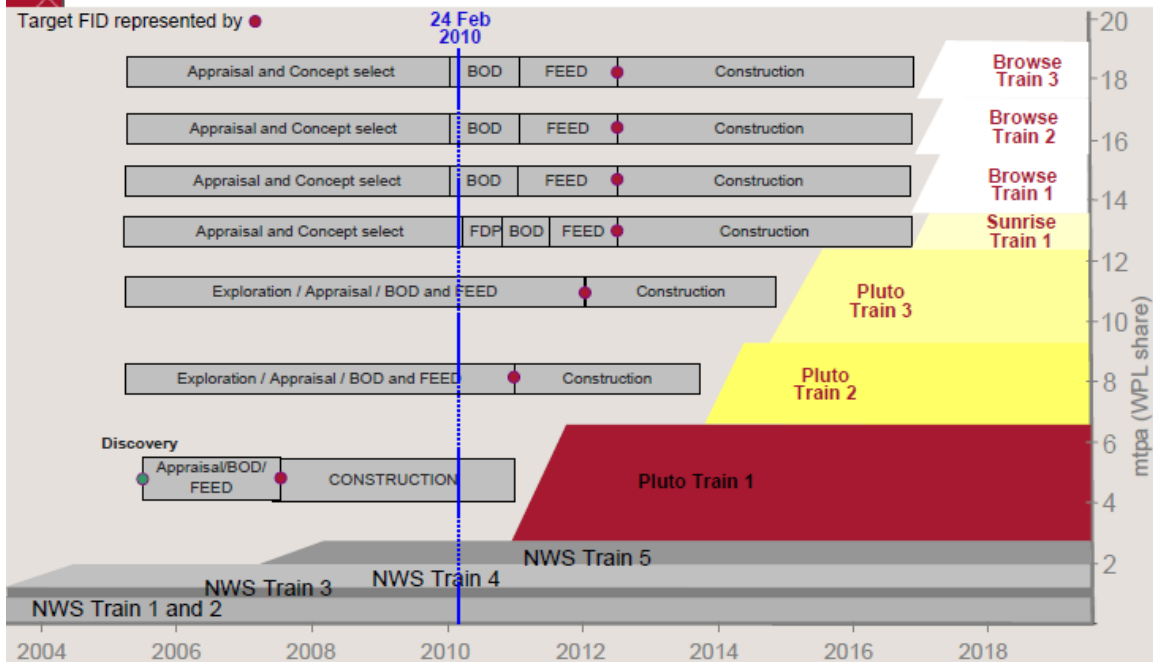 Target FID represented by
24 Feb
2010
20
Appraisal and Concept select
BOD
FEED
Construction
Browse
Train 3
18
Appraisal and Concept select
BOD
FEED
Construction
Browse
Train 2
16
Appraisal and Concept select
BOD
FEED
Construction
Browse
Train 1
14
Appraisal and Concept select
FDP
BOD
FEED
Construction
Sunrise
Train 1
12
Exploration / Appraisal / BOD and FEED
Construction
Pluto
Train 3
10
Exploration / Appraisal / BOD and FEED
Construction
Pluto
Train 2
8
mtpa (WPL share)
Discovery
6
Appraisal/BOD/
FEED
CONSTRUCTION
Pluto Train 1
4
NWS Train 5
2
NWS Train 4
NWS Train 3
NWS Train 1 and 2
2004
2006
2008
2010
2012
2014
2016
2018